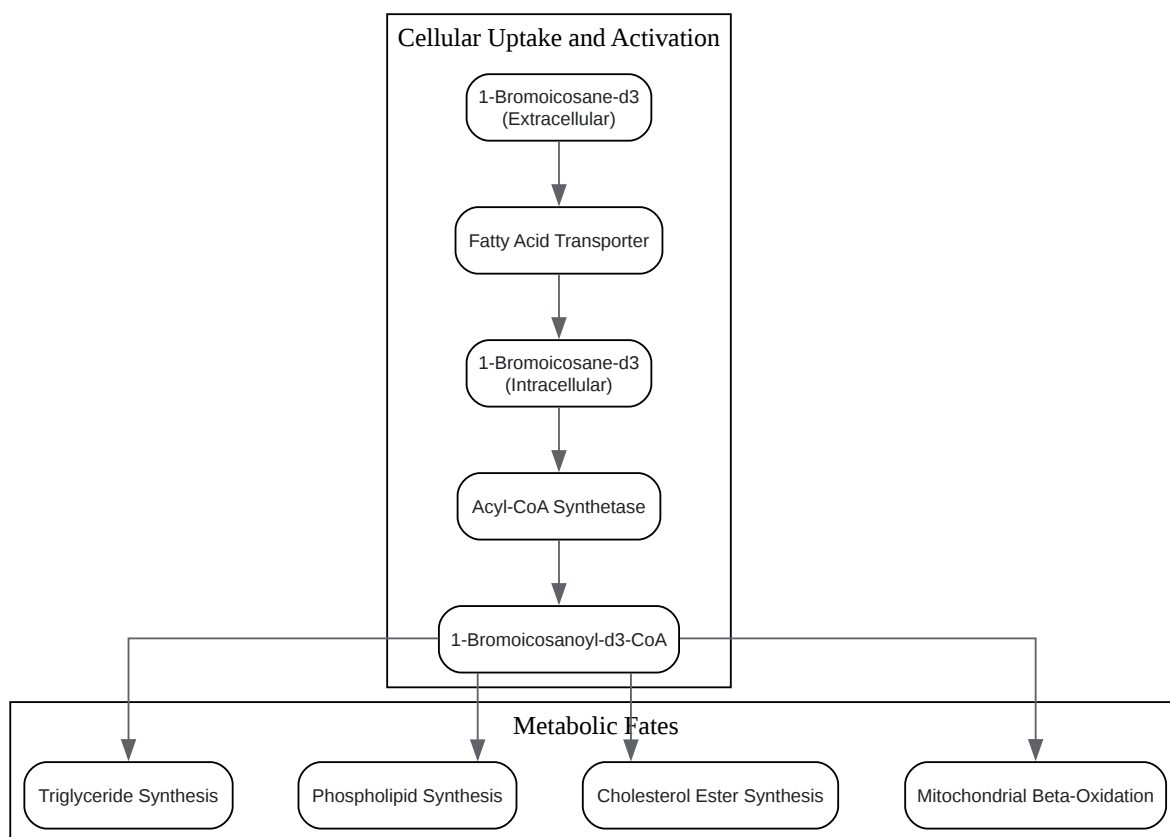 Cellular Uptake and Activation
1-Bromoicosane-d3
(Extracellular)
Fatty Acid Transporter
1-Bromoicosane-d3
(Intracellular)
Acyl-CoA Synthetase
1-Bromoicosanoyl-d3-CoA
Metabolic Fates
Triglyceride Synthesis
Phospholipid Synthesis
Cholesterol Ester Synthesis
Mitochondrial Beta-Oxidation